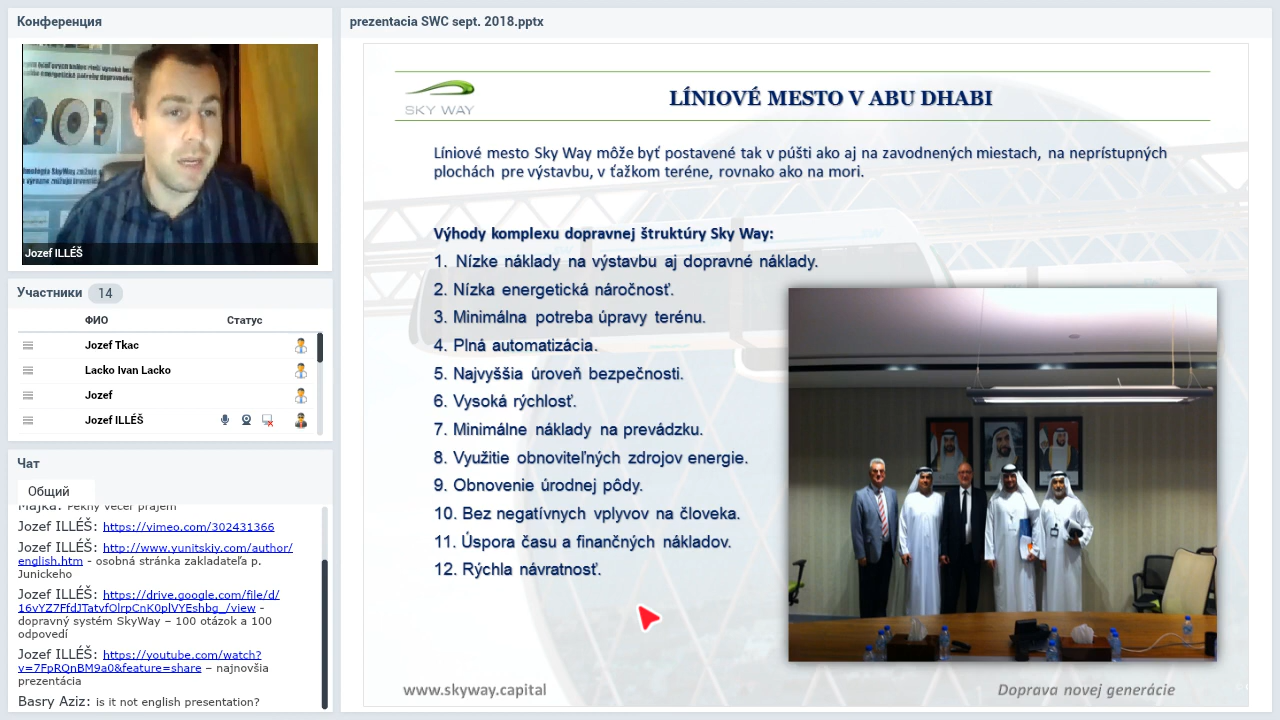 Конференция
Jozef ILLÉŠ
Участники 14
ФИО Статус
Jozef Tkac
Lacko Ivan Lacko
Jozef
Jozef ILLÉŠ
Чат
Общий
Majka: Pekny vecer prajem
Jozef ILLÉŠ: https://vimeo.com/302431366
Jozef ILLÉŠ: http://www.yunitskiy.com/author/
english.htm - osobná stránka zakladateľa p.
Junickeho
Jozef ILLÉŠ: https://drive.google.com/file/d/
16vYZ7FfdJTatvfOlrpCnK0plVYEshbg_/view -
dopravný systém SkyWay – 100 otázok a 100
odpovedí
Jozef ILLÉŠ: https://youtube.com/watch?
v=7FpRQnBM9a0&feature=share – najnovšia
prezentácia
Basry Aziz: is it not english presentation?
prezentacia SWC sept. 2018.pptx
SKY WAY
LÍNIOVÉ MESTO V ABU DHABI
Líniové mesto Sky Way môže byť postavené tak v púšti ako aj na zavodnených miestach, na neprístupných
plochách pre výstavbu, v ťažkom teréne, rovnako ako na mori.
Výhody komplexu dopravnej štruktúry Sky Way:
1. Nízke náklady na výstavbu aj dopravné náklady.
2. Nízka energetická náročnosť.
3. Minimálna potreba úpravy terénu.
4. Plná automatizácia.
5. Najvyššia úroveň bezpečnosti.
6. Vysoká rýchlosť.
7. Minimálne náklady na prevádzku.
8. Využitie obnoviteľných zdrojov energie.
9. Obnovenie úrodnej pôdy.
10. Bez negatívnych vplyvov na človeka.
11. Úspora času a finančných nákladov.
12. Rýchla návratnosť.
www.skyway.capital
Doprava novej generácie